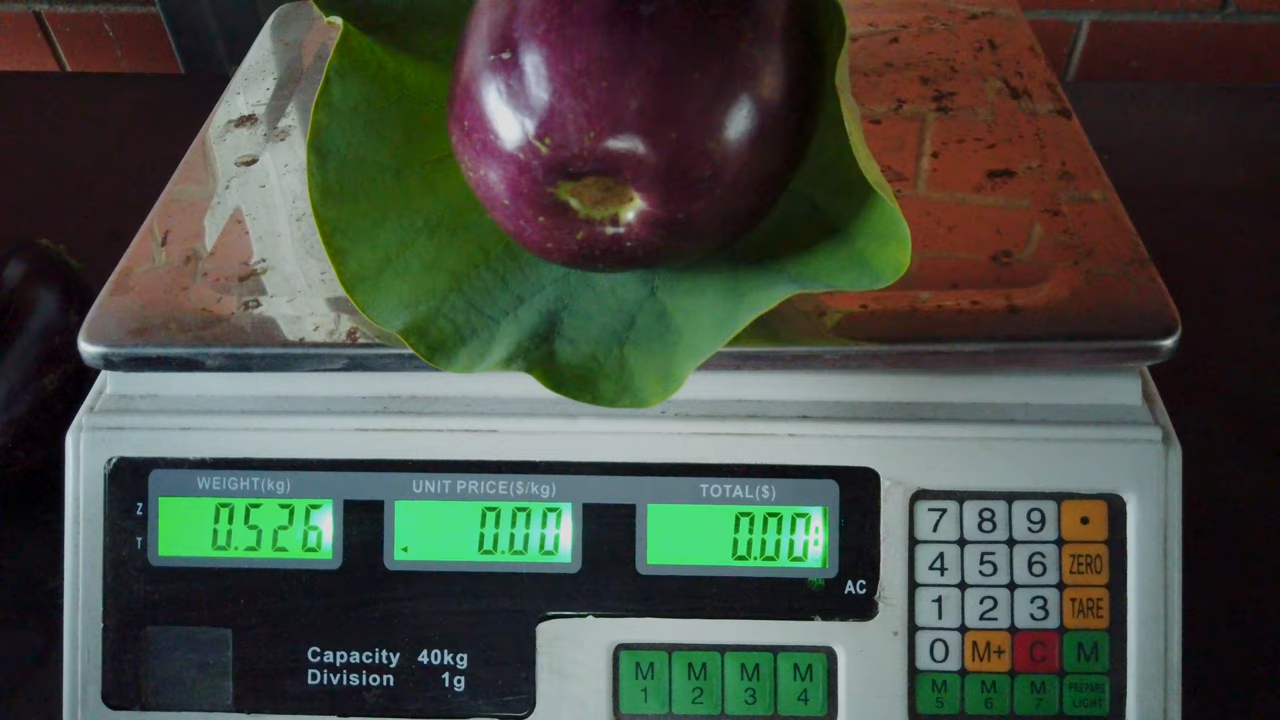 WEIGHT(kg) UNIT PRICE($/kg) TOTAL($)
Z
T
0.526 0.00 0.00
AC
Capacity 40kg
Division 1g
7 8 9 •
4 5 6 ZERO
1 2 3 TARE
0 M+ C M
M 5 M 6 M 7 PREPARE LIGHT
M 1 M 2 M 3 M 4